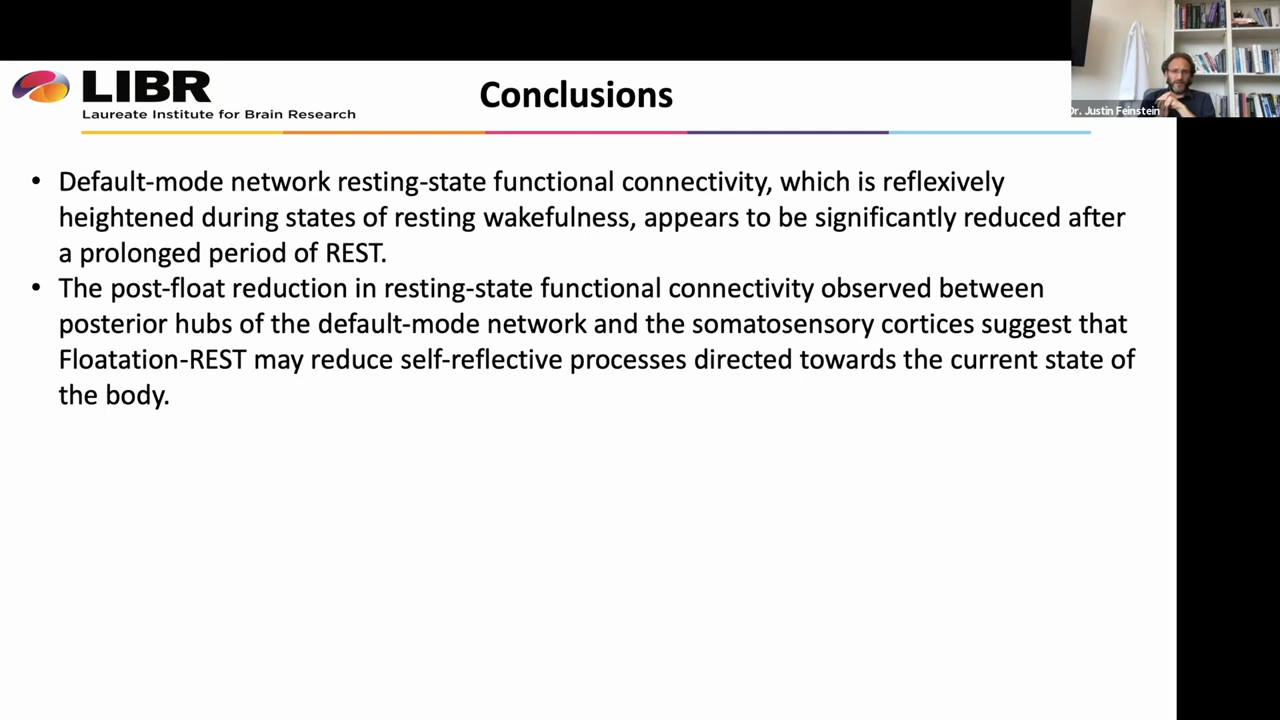 LIBR
Laureate Institute for Brain Research
Conclusions
Dr. Justin Feinstein
• Default-mode network resting-state functional connectivity, which is reflexively
heightened during states of resting wakefulness, appears to be significantly reduced after
a prolonged period of REST.
• The post-float reduction in resting-state functional connectivity observed between
posterior hubs of the default-mode network and the somatosensory cortices suggest that
Floatation-REST may reduce self-reflective processes directed towards the current state of
the body.